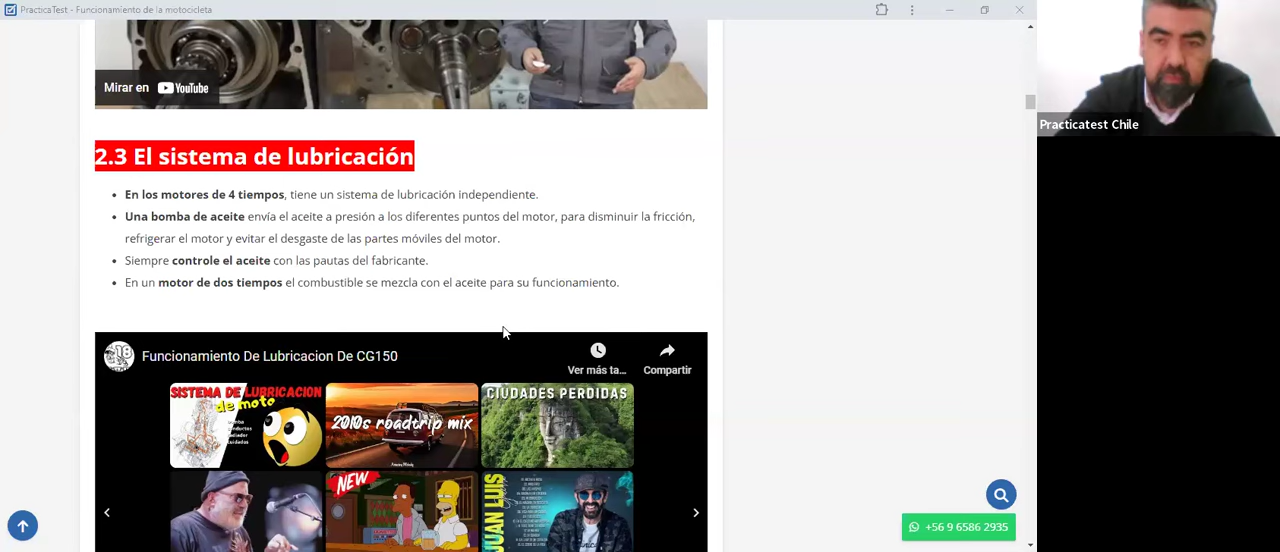 PracticaTest - Funcionamiento de la motocicleta
Mirar en YouTube
Practicatest Chile
2.3 El sistema de lubricación
En los motores de 4 tiempos, tiene un sistema de lubricación independiente.
Una bomba de aceite envía el aceite a presión a los diferentes puntos del motor, para disminuir la fricción,
refrigerar el motor y evitar el desgaste de las partes móviles del motor.
Siempre controle el aceite con las pautas del fabricante.
En un motor de dos tiempos el combustible se mezcla con el aceite para su funcionamiento.
18
Funcionamiento De Lubricacion De CG150
Ver más ta...
Compartir
SISTEMA DE LUBRICACION
de moto
2010s roadtrip mix
CIUDADES PERDIDAS
NEW
JUAN LUIS
+56 9 6586 2935